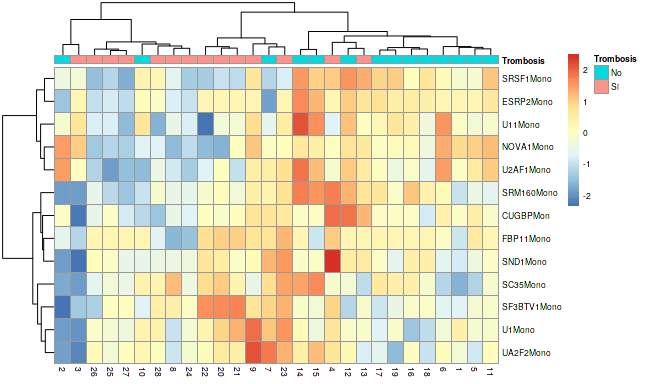 Trombosis
SRSF1Mono
ESRP2Mono
U11Mono
NOVA1Mono
U2AF1Mono
SRM160Mono
CUGBPMon
FBP11Mono
SND1Mono
SC35Mono
SF3BTV1Mono
U1Mono
UA2F2Mono
2 3 26 25 27 10 28 8 24 22 20 21 9 7 23 14 15 4 12 13 17 19 16 18 6 1 5 11
2
1
0
-1
-2
Trombosis
No
SI